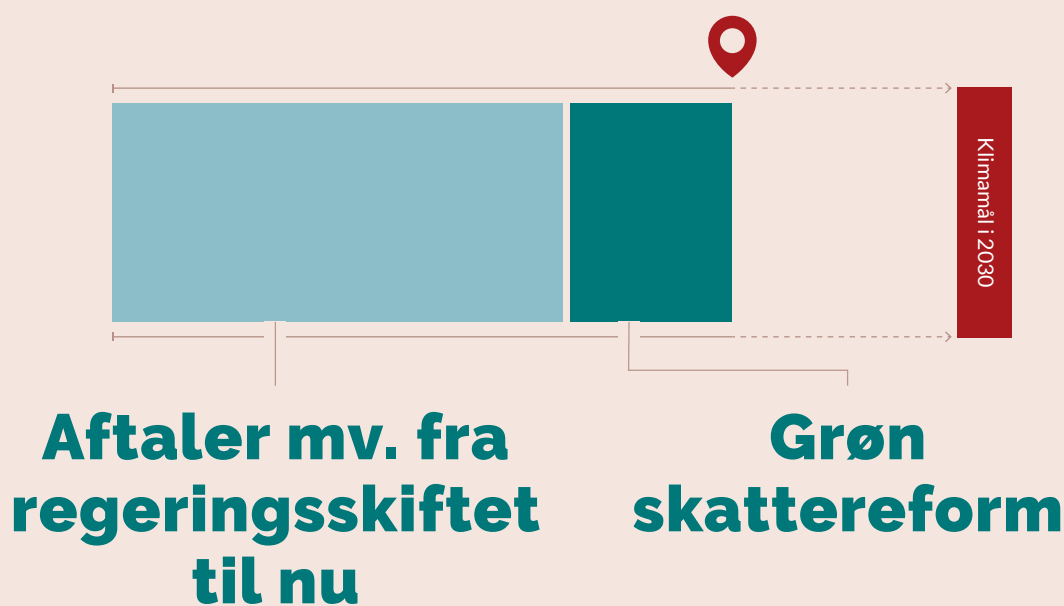 Klimamål i 2030
Aftaler mv. fra
regeringsskiftet
til nu
Grøn
skattereform